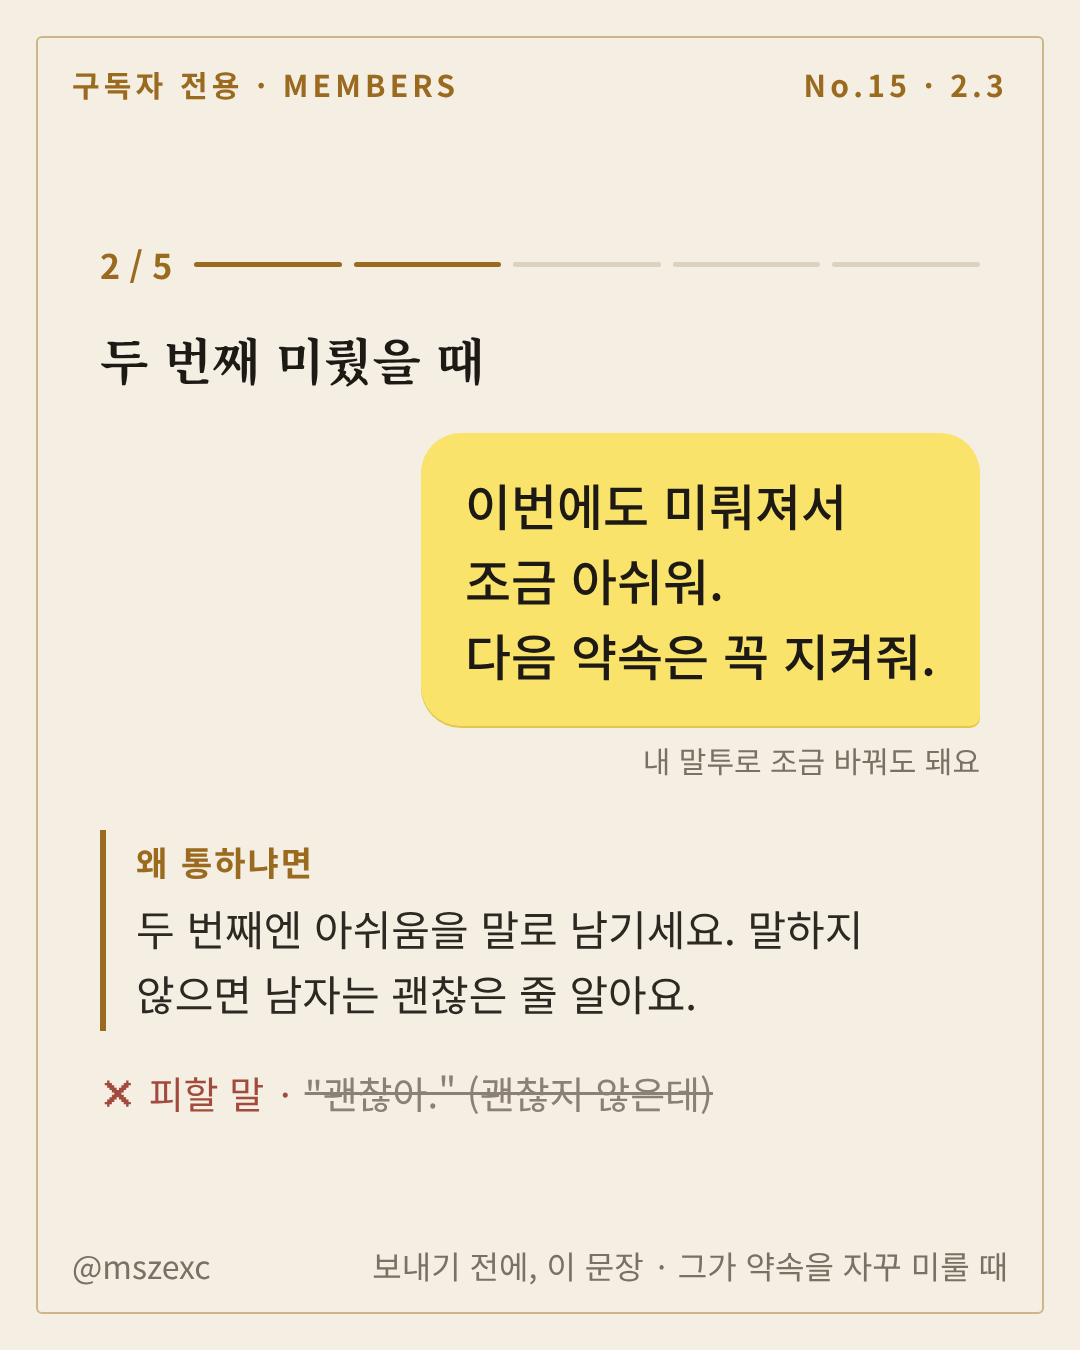 구독자 전용 · MEMBERS
No.15 · 2.3
2 / 5
두 번째 미뤘을 때
이번에도 미뤄져서
조금 아쉬워.
다음 약속은 꼭 지켜줘.
내 말투로 조금 바꿔도 돼요
왜 통하냐면
두 번째엔 아쉬움을 말로 남기세요. 말하지
않으면 남자는 괜찮은 줄 알아요.
✕ 피할 말 · "괜찮아." (괜찮지 않은데)
@mszexc
보내기 전에, 이 문장 · 그가 약속을 자꾸 미룰 때